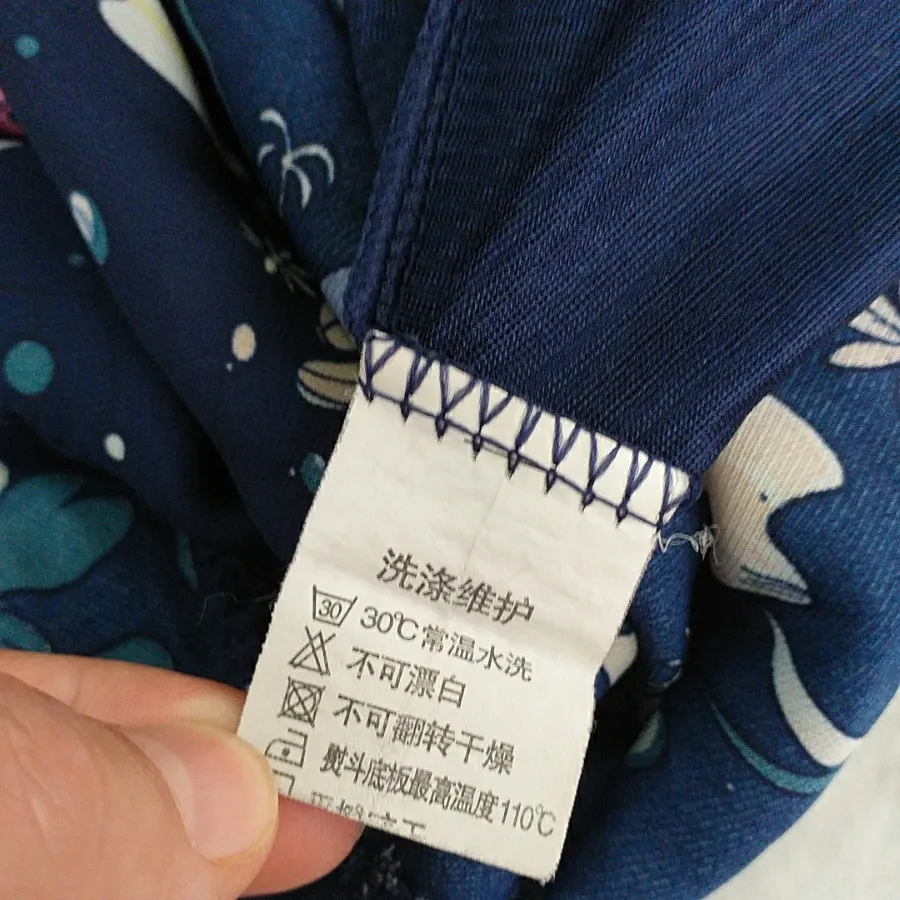 洗涤维护
30 30℃常温水洗
不可漂白
不可翻转干燥
熨斗底板最高温度110℃